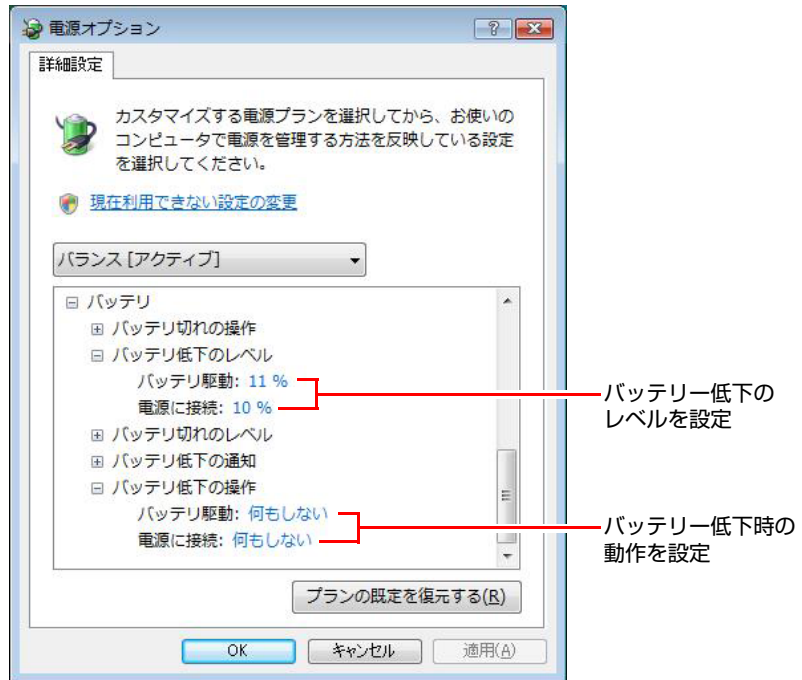 電源オプション
詳細設定
カスタマイズする電源プランを選択してから、お使いの
コンピュータで電源を管理する方法を反映している設定
を選択してください。
現在利用できない設定の変更
バランス [アクティブ]
バッテリ
バッテリ切れの操作
バッテリ低下のレベル
バッテリ駆動: 11 %
電源に接続: 10 %
バッテリ切れのレベル
バッテリ低下の通知
バッテリ低下の操作
バッテリ駆動: 何もしない
電源に接続: 何もしない
バッテリー低下の
レベルを設定
バッテリー低下時の
動作を設定
プランの既定を復元する(R)
OK
キャンセル
適用(A)